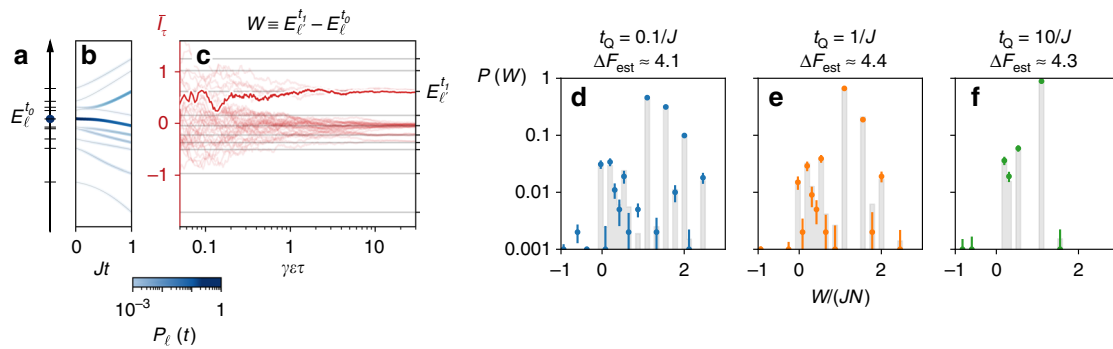 a
b
c
Ī_τ
W ≡ E_ℓ′^t₁ − E_ℓ^t₀
1
0
−1
E_ℓ^t₀
E_ℓ′^t₁
0
1
Jt
0.1
1
10
γετ
10⁻³
1
P_ℓ (t)
t_Q = 0.1/J
ΔF_est ≈ 4.1
t_Q = 1/J
ΔF_est ≈ 4.4
t_Q = 10/J
ΔF_est ≈ 4.3
P (W)
1
0.1
0.01
0.001
d
e
f
−1 0 2
−1 0 2
−1 0 2
W/(JN)